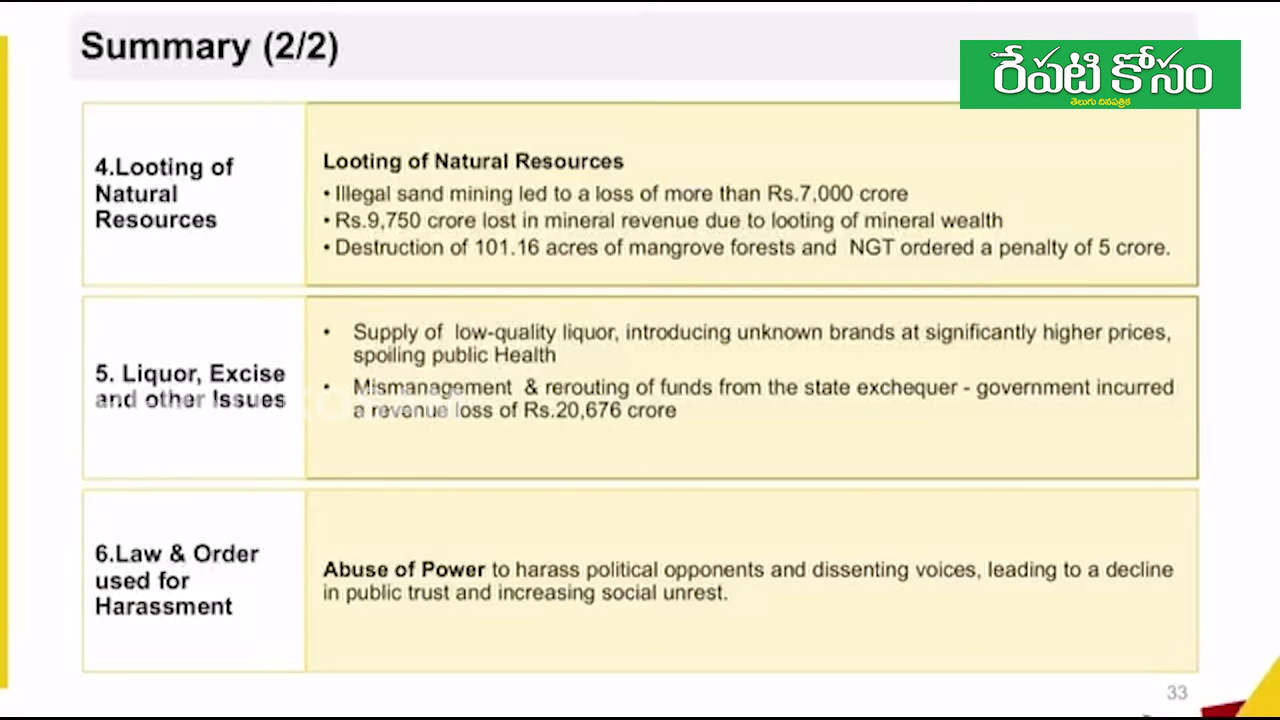 Summary (2/2)
రేపటి కోసం
తెలుగు దినపత్రిక
4.Looting of
Natural
Resources
Looting of Natural Resources
• Illegal sand mining led to a loss of more than Rs.7,000 crore
• Rs.9,750 crore lost in mineral revenue due to looting of mineral wealth
• Destruction of 101.16 acres of mangrove forests and NGT ordered a penalty of 5 crore.
5. Liquor, Excise
and other Issues
• Supply of low-quality liquor, introducing unknown brands at significantly higher prices,
spoiling public Health
• Mismanagement & rerouting of funds from the state exchequer - government incurred
a revenue loss of Rs.20,676 crore
6.Law & Order
used for
Harassment
Abuse of Power to harass political opponents and dissenting voices, leading to a decline
in public trust and increasing social unrest.
33